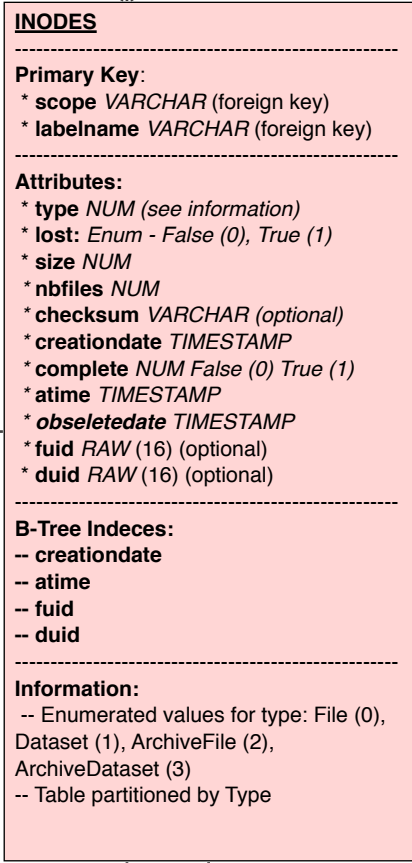 INODES
------------------------------------------------------
Primary Key:
* scope VARCHAR (foreign key)
* labelname VARCHAR (foreign key)
------------------------------------------------------
Attributes:
* type NUM (see information)
* lost: Enum - False (0), True (1)
* size NUM
* nbfiles NUM
* checksum VARCHAR (optional)
* creationdate TIMESTAMP
* complete NUM False (0) True (1)
* atime TIMESTAMP
* obseletedate TIMESTAMP
* fuid RAW (16) (optional)
* duid RAW (16) (optional)
------------------------------------------------------
B-Tree Indeces:
-- creationdate
-- atime
-- fuid
-- duid
------------------------------------------------------
Information:
-- Enumerated values for type: File (0),
Dataset (1), ArchiveFile (2),
ArchiveDataset (3)
-- Table partitioned by Type